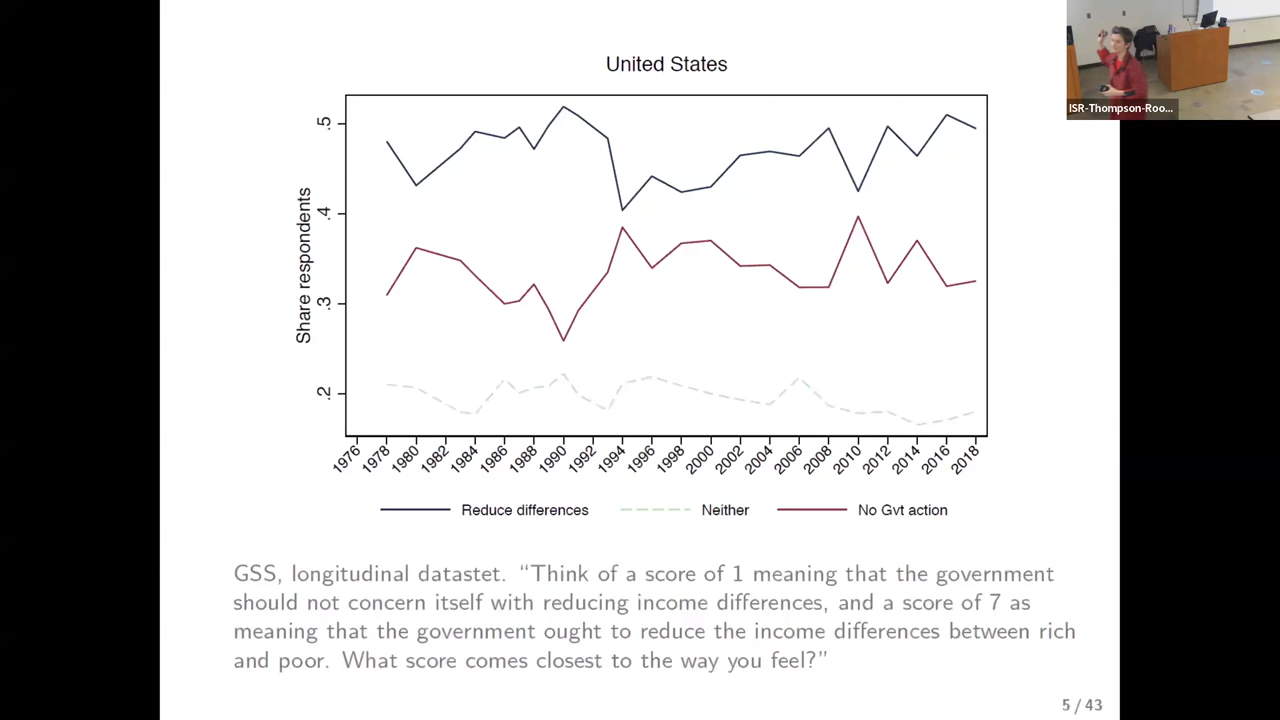 United States
ISR-Thompson-Roo...
Share respondents
.5
.4
.3
.2
1976 1978 1980 1982 1984 1986 1988 1990 1992 1994 1996 1998 2000 2002 2004 2006 2008 2010 2012 2014 2016 2018
Reduce differences Neither No Gvt action
GSS, longitudinal datastet. “Think of a score of 1 meaning that the government
should not concern itself with reducing income differences, and a score of 7 as
meaning that the government ought to reduce the income differences between rich
and poor. What score comes closest to the way you feel?”
5 / 43